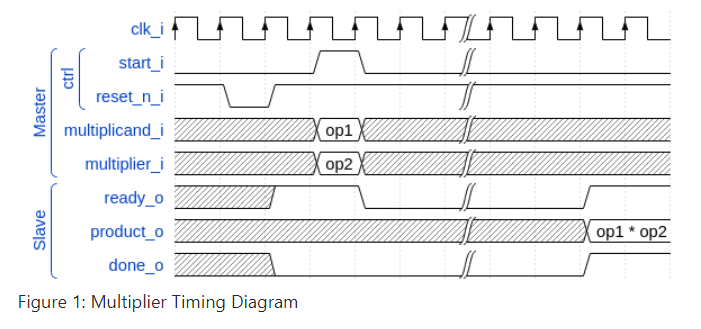 clk_i
start_i
ctrl
reset_n_i
Master
multiplicand_i op1
multiplier_i op2
ready_o
Slave
product_o op1 * op2
done_o
Figure 1: Multiplier Timing Diagram